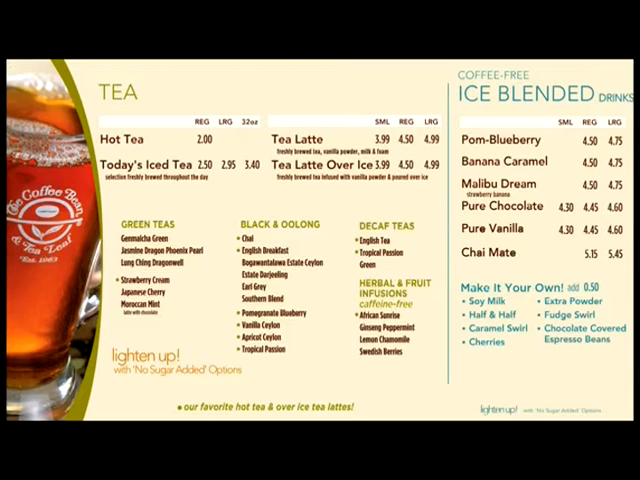 The Coffee Bean
& Tea Leaf
Est. 1963
TEA
REG LRG 32oz
Hot Tea 2.00
Today's Iced Tea 2.50 2.95 3.40
selection freshly brewed throughout the day
SML REG LRG
Tea Latte 3.99 4.50 4.99
freshly brewed tea, vanilla powder, milk & foam
Tea Latte Over Ice 3.99 4.50 4.99
freshly brewed tea infused with vanilla powder & poured over ice
GREEN TEAS
Genmaicha Green
Jasmine Dragon Phoenix Pearl
Lung Ching Dragonwell
• Strawberry Cream
Japanese Cherry
Moroccan Mint
latte with chocolate
BLACK & OOLONG
• Chai
• English Breakfast
Bogawantalawa Estate Ceylon
Estate Darjeeling
Earl Grey
Southern Blend
• Pomegranate Blueberry
• Vanilla Ceylon
• Apricot Ceylon
• Tropical Passion
DECAF TEAS
• English Tea
• Tropical Passion
Green
HERBAL & FRUIT
INFUSIONS
caffeine-free
• African Sunrise
Ginseng Peppermint
Lemon Chamomile
Swedish Berries
lighten up!
with 'No Sugar Added' Options
• our favorite hot tea & over ice tea lattes!
COFFEE-FREE
ICE BLENDED DRINKS
SML REG LRG
Pom-Blueberry 4.50 4.75
Banana Caramel 4.50 4.75
Malibu Dream 4.50 4.75
strawberry banana
Pure Chocolate 4.30 4.45 4.60
Pure Vanilla 4.30 4.45 4.60
Chai Mate 5.15 5.45
Make It Your Own! add 0.50
• Soy Milk
• Half & Half
• Caramel Swirl
• Cherries
• Extra Powder
• Fudge Swirl
• Chocolate Covered
Espresso Beans
lighten up! with 'No Sugar Added' Options